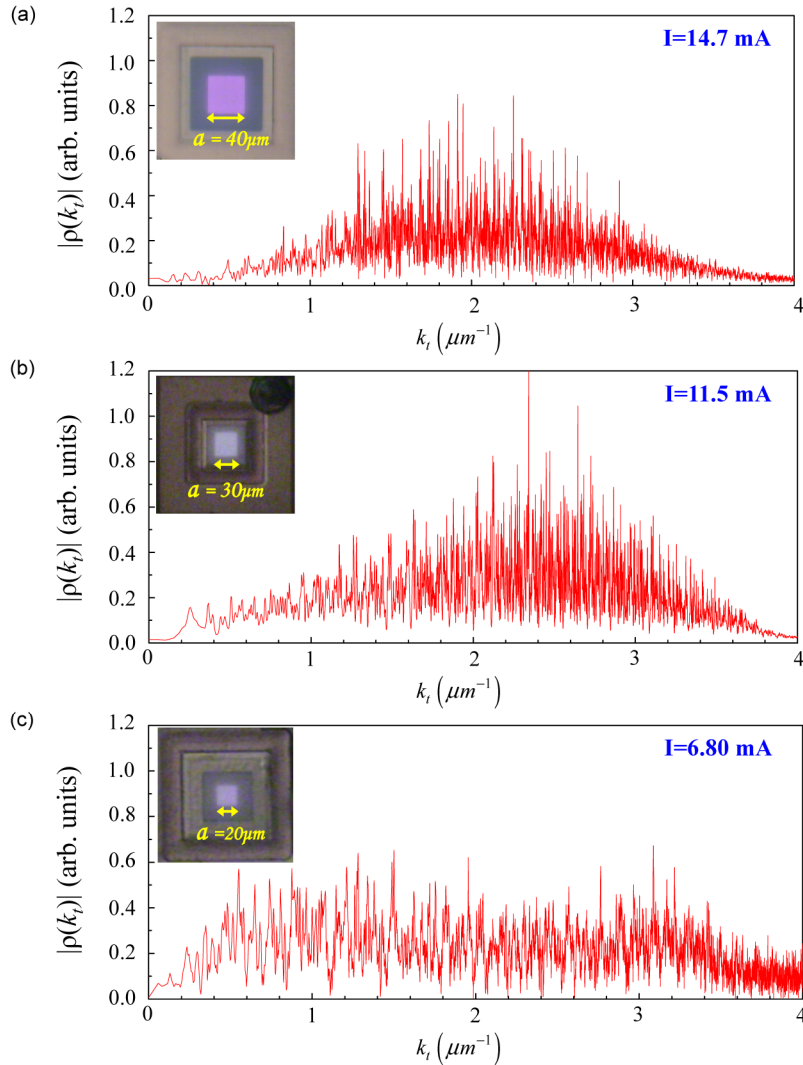 (a)
1.2
1.0
0.8
0.6
0.4
0.2
0.0
|ρ(kₜ)| (arb. units)
I=14.7 mA
a = 40μm
0 1 2 3 4
kₜ (μm⁻¹)
(b)
1.2
1.0
0.8
0.6
0.4
0.2
0.0
|ρ(kₜ)| (arb. units)
I=11.5 mA
a = 30μm
0 1 2 3 4
kₜ (μm⁻¹)
(c)
1.2
1.0
0.8
0.6
0.4
0.2
0.0
|ρ(kₜ)| (arb. units)
I=6.80 mA
a =20μm
0 1 2 3 4
kₜ (μm⁻¹)